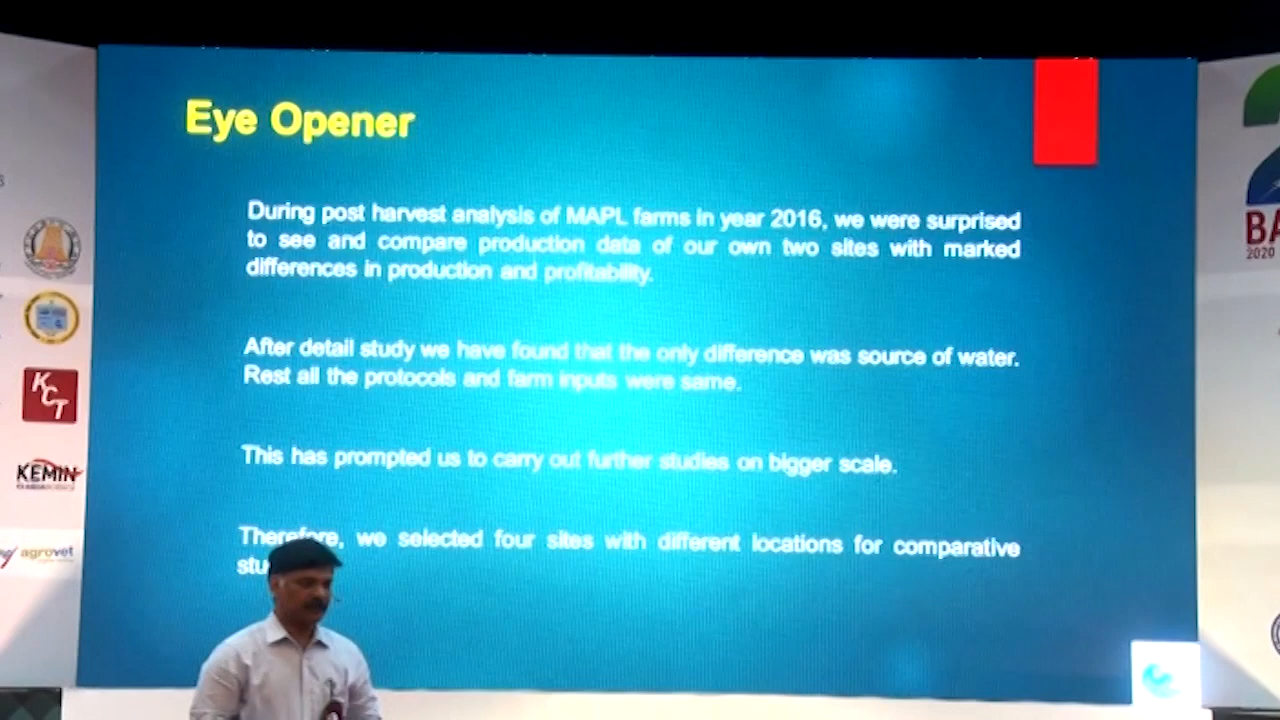 Eye Opener
During post harvest analysis of MAPL farms in year 2016, we were surprised
to see and compare production data of our own two sites with marked
differences in production and profitability.
After detail study we have found that the only difference was source of water.
Rest all the protocols and farm inputs were same.
This has prompted us to carry out further studies on bigger scale.
Therefore, we selected four sites with different locations for comparative
KCT
KEMIN
agrovet
2020